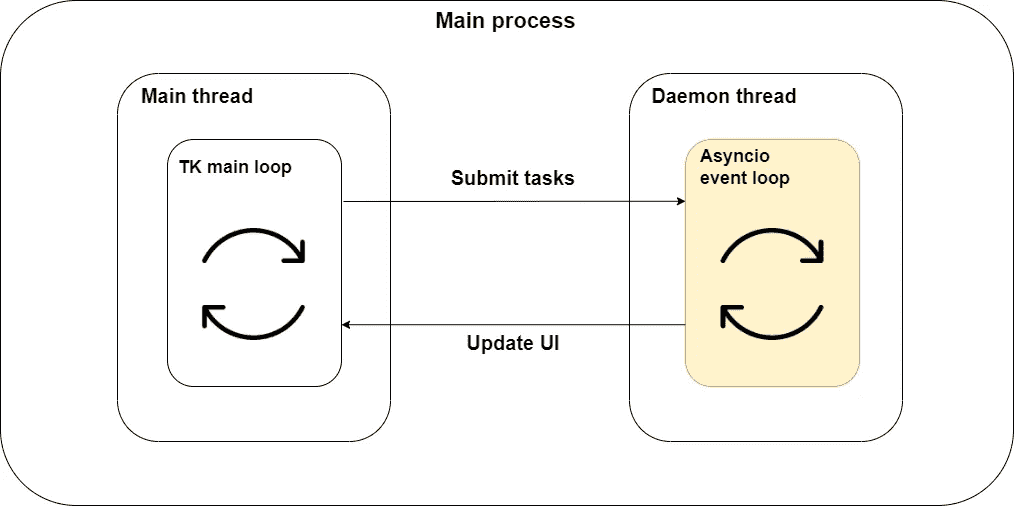 Main process
Main thread
Daemon thread
TK main loop
Asyncio
event loop
Submit tasks
Update UI